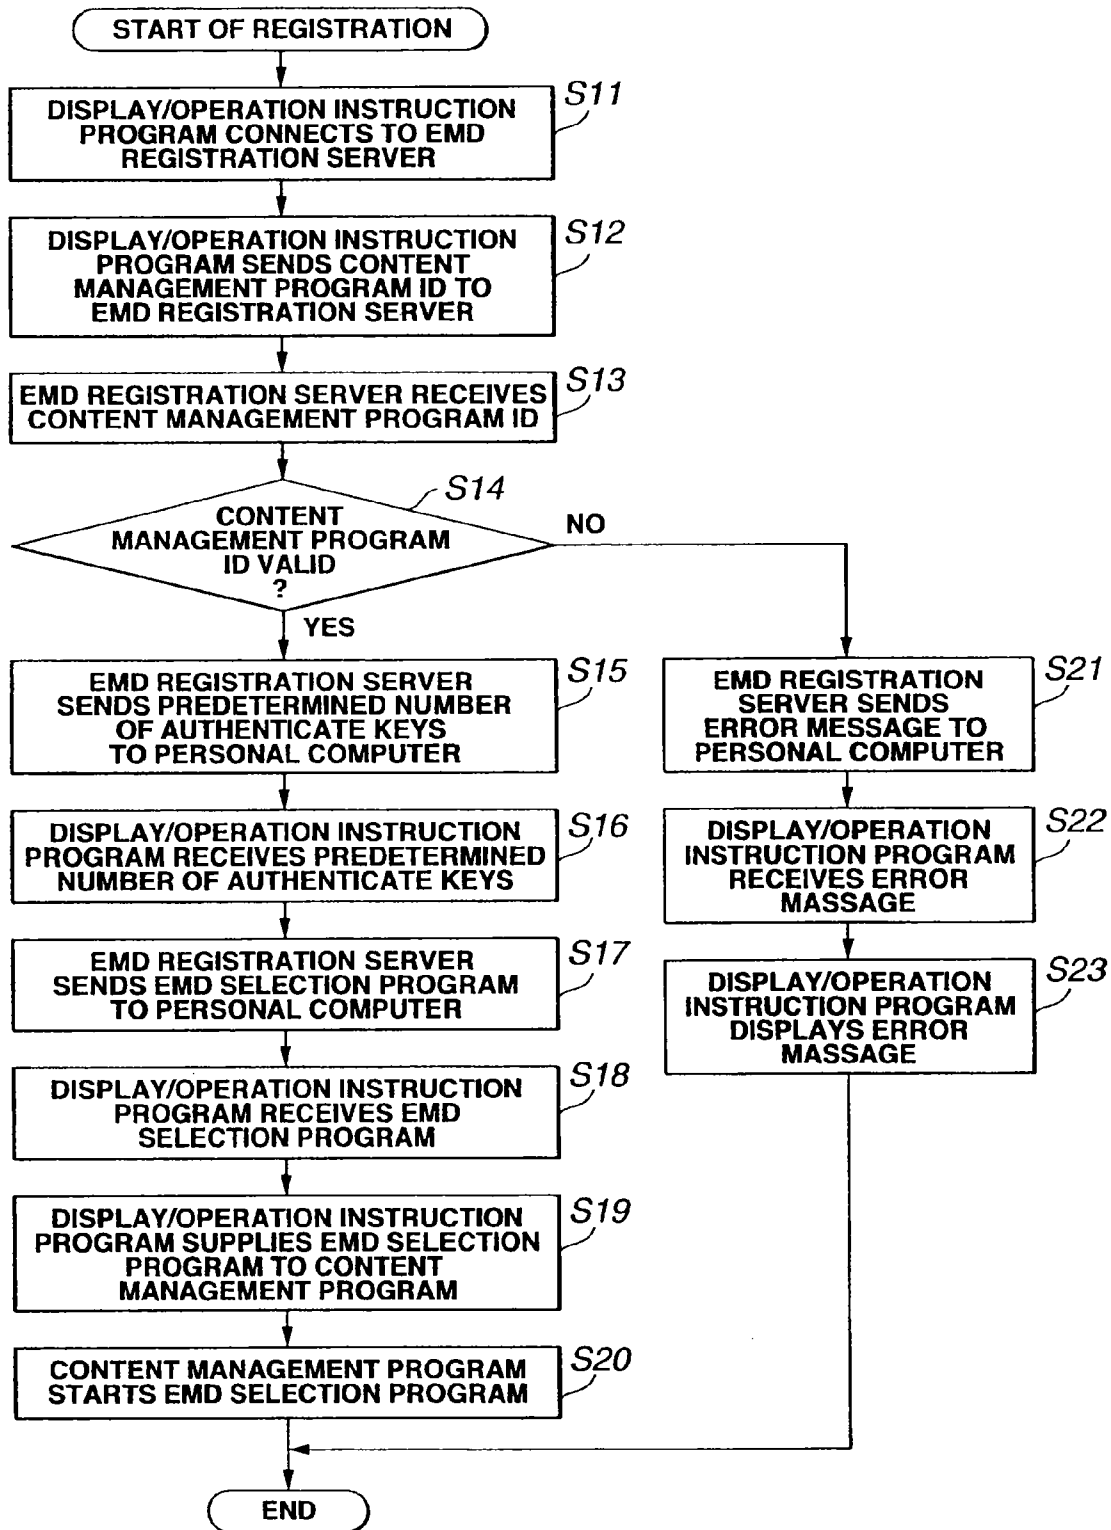 START OF REGISTRATION
S11
DISPLAY/OPERATION INSTRUCTION
PROGRAM CONNECTS TO EMD
REGISTRATION SERVER
S12
DISPLAY/OPERATION INSTRUCTION
PROGRAM SENDS CONTENT
MANAGEMENT PROGRAM ID TO
EMD REGISTRATION SERVER
S13
EMD REGISTRATION SERVER RECEIVES
CONTENT MANAGEMENT PROGRAM ID
S14
CONTENT
MANAGEMENT PROGRAM
ID VALID
?
NO
YES
S15
EMD REGISTRATION SERVER
SENDS PREDETERMINED NUMBER
OF AUTHENTICATE KEYS
TO PERSONAL COMPUTER
S16
DISPLAY/OPERATION INSTRUCTION
PROGRAM RECEIVES PREDETERMINED
NUMBER OF AUTHENTICATE KEYS
S17
EMD REGISTRATION SERVER
SENDS EMD SELECTION PROGRAM
TO PERSONAL COMPUTER
S18
DISPLAY/OPERATION INSTRUCTION
PROGRAM RECEIVES EMD
SELECTION PROGRAM
S19
DISPLAY/OPERATION INSTRUCTION
PROGRAM SUPPLIES EMD SELECTION
PROGRAM TO CONTENT
MANAGEMENT PROGRAM
S20
CONTENT MANAGEMENT PROGRAM
STARTS EMD SELECTION PROGRAM
S21
EMD REGISTRATION
SERVER SENDS
ERROR MESSAGE TO
PERSONAL COMPUTER
S22
DISPLAY/OPERATION
INSTRUCTION PROGRAM
RECEIVES ERROR
MASSAGE
S23
DISPLAY/OPERATION
INSTRUCTION PROGRAM
DISPLAYS ERROR
MASSAGE
END